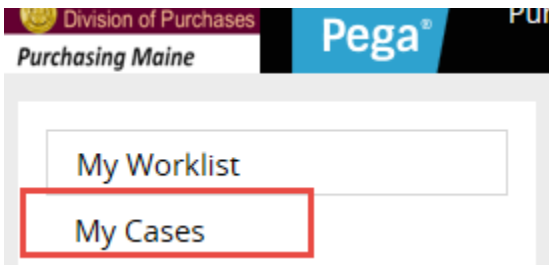 Division of Purchases
Purchasing Maine
Pega®
Pur
My Worklist
My Cases